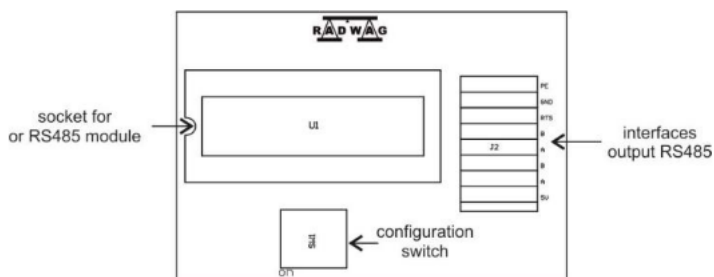 RADWAG
socket for
or RS485 module
U1
PE
GND
RTS
B
A
B
A
5V
J2
interfaces
output RS485
SW1
ON
configuration
switch